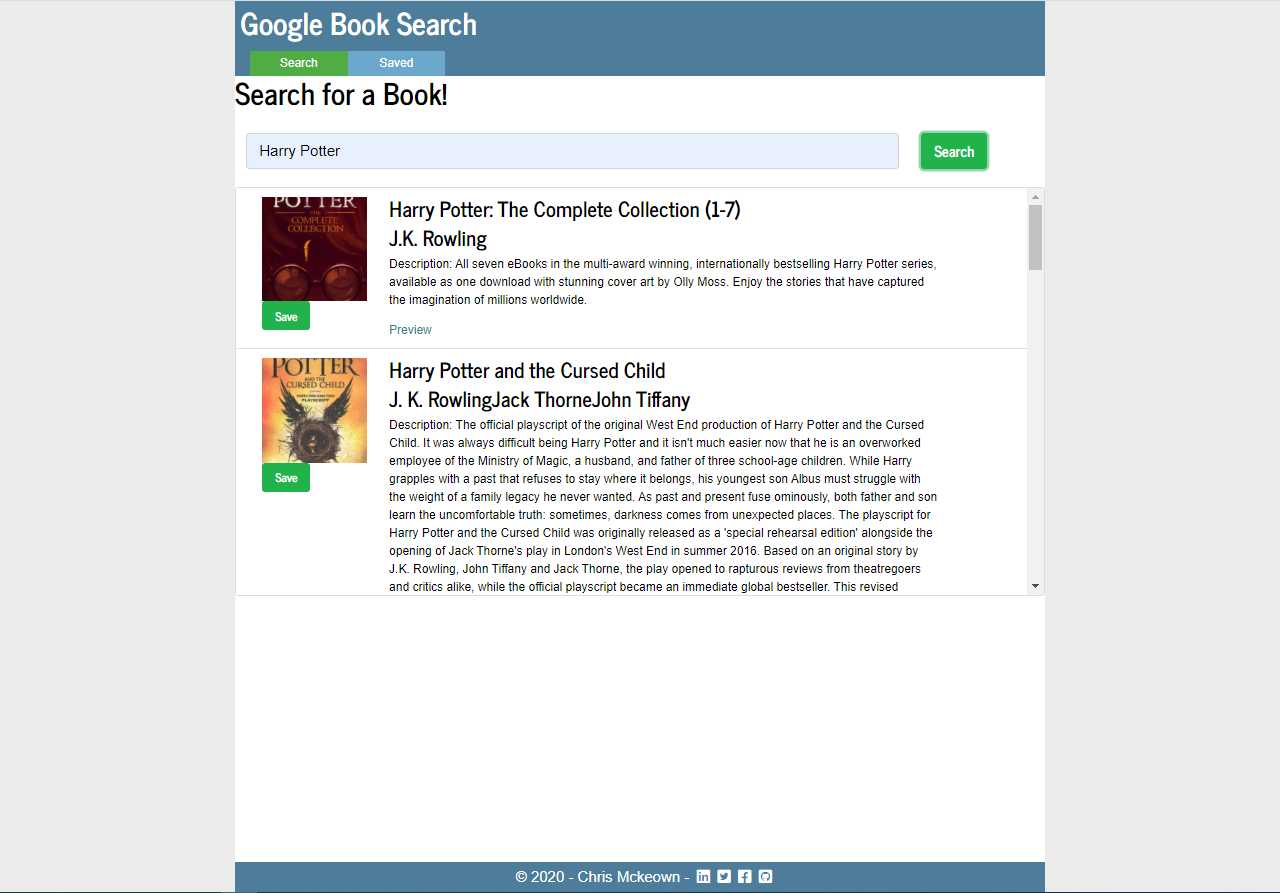 Google Book Search
Search Saved
Search for a Book!
Harry Potter
Search
POTTER
THE
COMPLETE
COLLECTION
Save
Harry Potter: The Complete Collection (1-7)
J.K. Rowling
Description: All seven eBooks in the multi-award winning, internationally bestselling Harry Potter series,
available as one download with stunning cover art by Olly Moss. Enjoy the stories that have captured
the imagination of millions worldwide.
Preview
POTTER
AND THE
CURSED CHILD
PARTS ONE AND TWO
PLAYSCRIPT
Save
Harry Potter and the Cursed Child
J. K. RowlingJack ThorneJohn Tiffany
Description: The official playscript of the original West End production of Harry Potter and the Cursed
Child. It was always difficult being Harry Potter and it isn't much easier now that he is an overworked
employee of the Ministry of Magic, a husband, and father of three school-age children. While Harry
grapples with a past that refuses to stay where it belongs, his youngest son Albus must struggle with
the weight of a family legacy he never wanted. As past and present fuse ominously, both father and son
learn the uncomfortable truth: sometimes, darkness comes from unexpected places. The playscript for
Harry Potter and the Cursed Child was originally released as a 'special rehearsal edition' alongside the
opening of Jack Thorne's play in London's West End in summer 2016. Based on an original story by
J.K. Rowling, John Tiffany and Jack Thorne, the play opened to rapturous reviews from theatregoers
and critics alike, while the official playscript became an immediate global bestseller. This revised
© 2020 - Chris Mckeown -